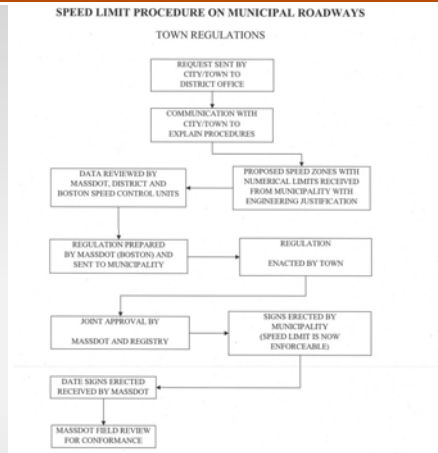 SPEED LIMIT PROCEDURE ON MUNICIPAL ROADWAYS
TOWN REGULATIONS
REQUEST SENT BY
CITY/TOWN TO
DISTRICT OFFICE
COMMUNICATION WITH
CITY/TOWN TO
EXPLAIN PROCEDURES
PROPOSED SPEED ZONES WITH
NUMERICAL LIMITS RECEIVED
FROM MUNICIPALITY WITH
ENGINEERING JUSTIFICATION
DATA REVIEWED BY
MASSDOT, DISTRICT AND
BOSTON SPEED CONTROL UNITS
REGULATION PREPARED
BY MASSDOT (BOSTON) AND
SENT TO MUNICIPALITY
REGULATION
ENACTED BY TOWN
JOINT APPROVAL BY
MASSDOT AND REGISTRY
SIGNS ERECTED BY
MUNICIPALITY
(SPEED LIMIT IS NOW
ENFORCEABLE)
DATE SIGNS ERECTED
RECEIVED BY MASSDOT
MASSDOT FIELD REVIEW
FOR CONFORMANCE